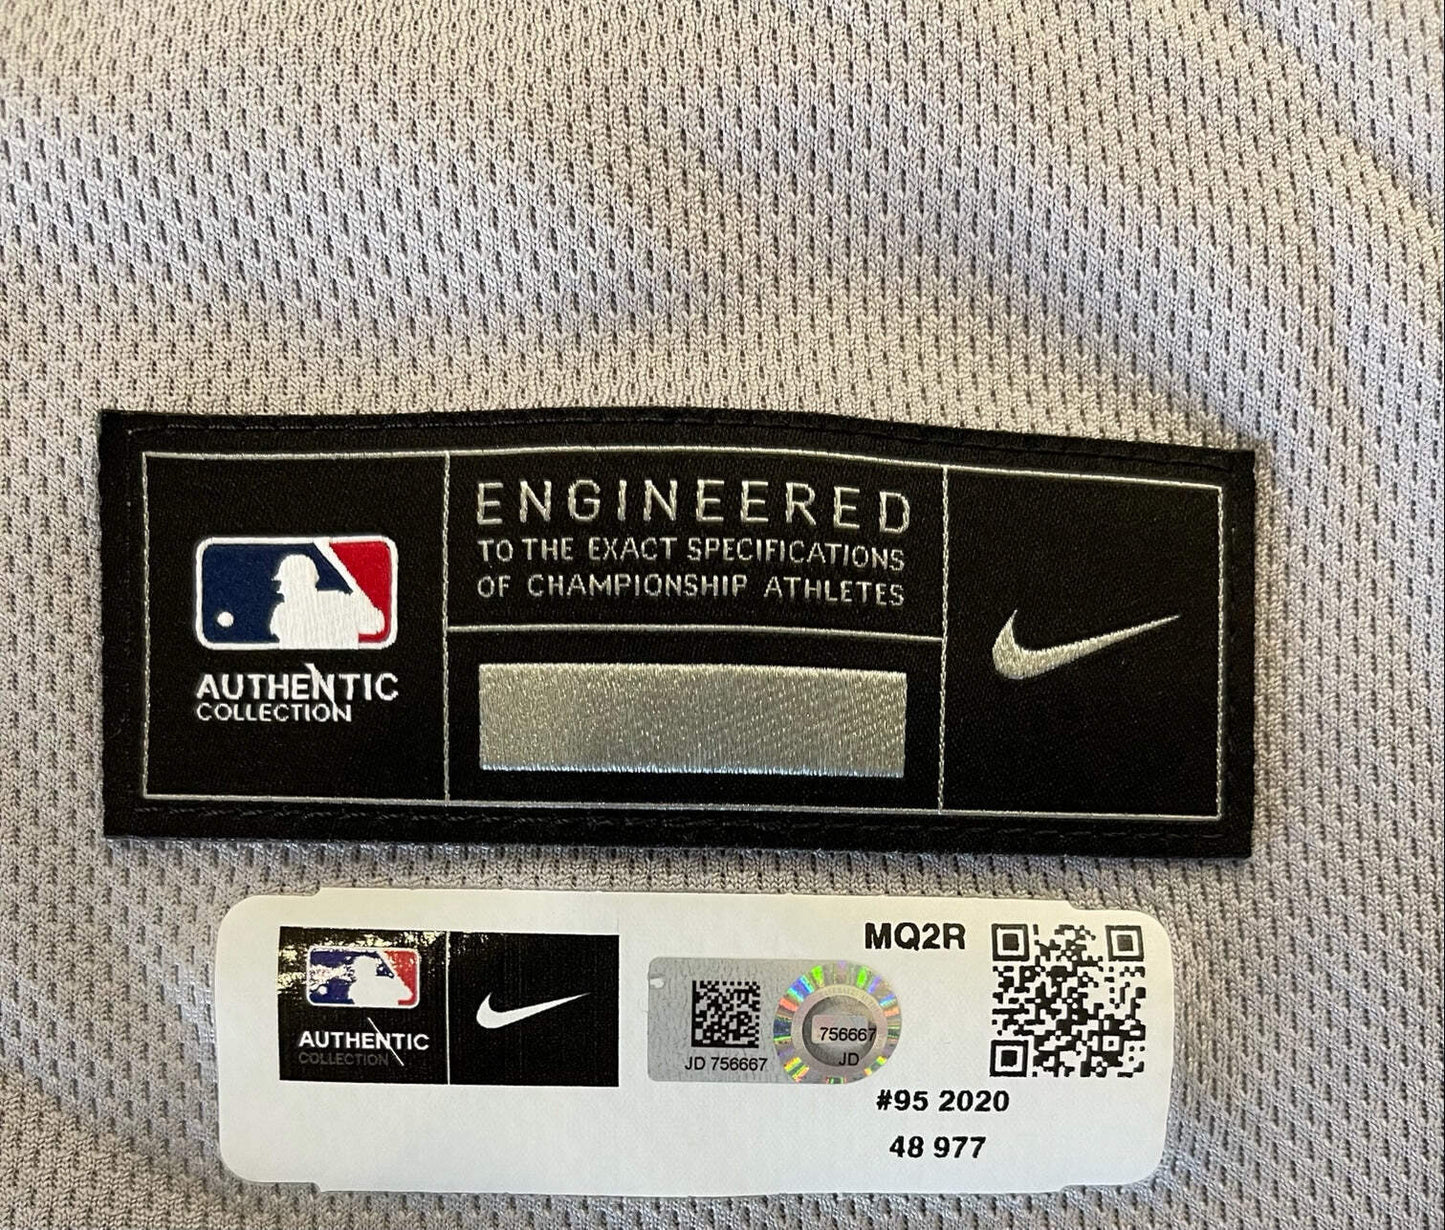 ENGINEERED
TO THE EXACT SPECIFICATIONS
OF CHAMPIONSHIP ATHLETES
AUTHENTIC
COLLECTION
MQ2R
AUTHENTIC
COLLECTION
JD 756667
756667
JD
#95 2020
48 977